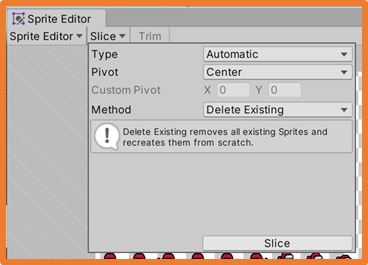 Sprite Editor
Sprite Editor Slice Trim
Type Automatic
Pivot Center
Custom Pivot X 0 Y 0
Method Delete Existing
Delete Existing removes all existing Sprites and
recreates them from scratch.
Slice